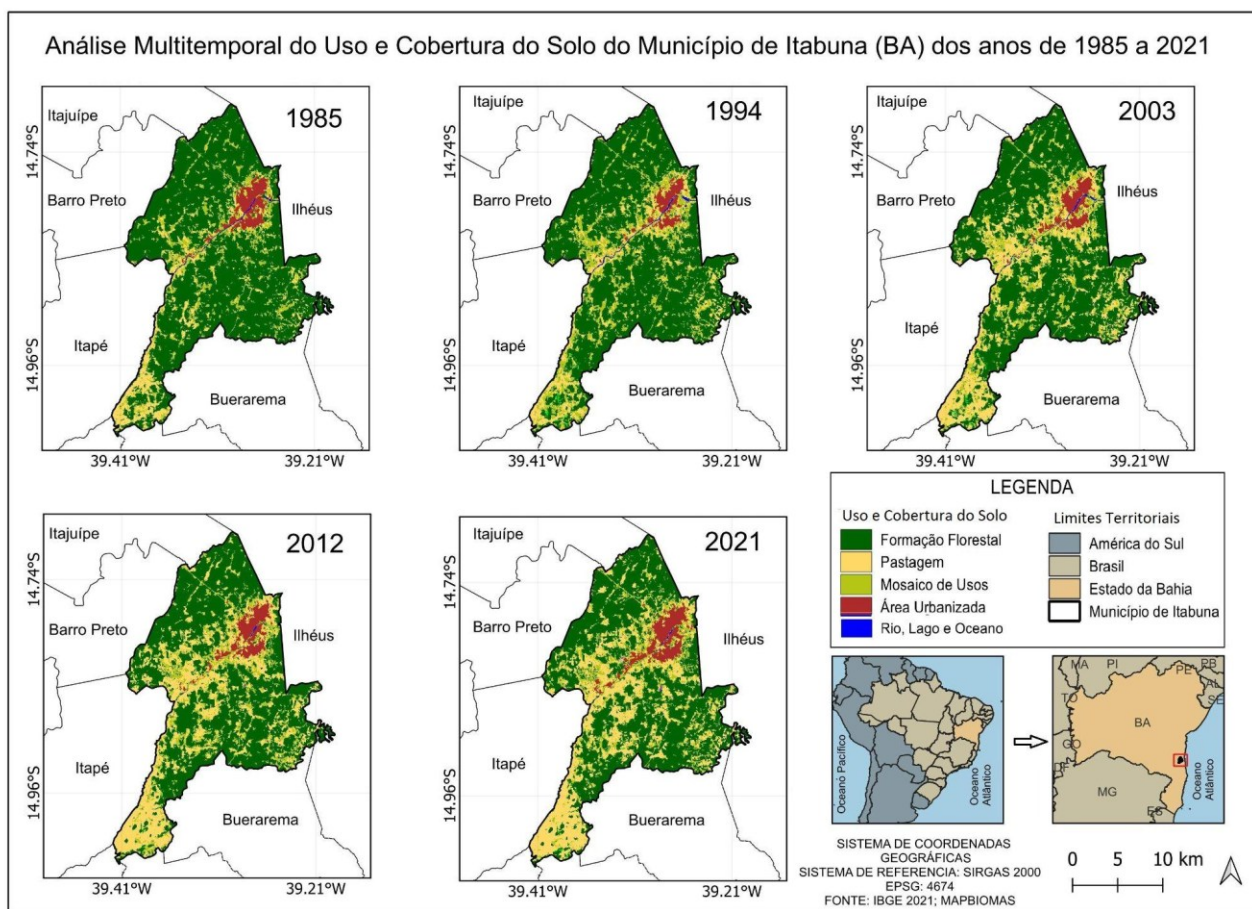 Análise Multitemporal do Uso e Cobertura do Solo do Município de Itabuna (BA) dos anos de 1985 a 2021
Itajuípe
1985
14.74°S
Barro Preto
Ilhéus
Itapé
14.96°S
Buerarema
39.41°W
39.21°W
Itajuípe
1994
14.74°S
Barro Preto
Ilhéus
Itapé
14.96°S
Buerarema
39.41°W
39.21°W
Itajuípe
2003
14.74°S
Barro Preto
Ilhéus
Itapé
14.96°S
Buerarema
39.41°W
39.21°W
Itajuípe
2012
14.74°S
Barro Preto
Ilhéus
Itapé
14.96°S
Buerarema
39.41°W
39.21°W
Itajuípe
2021
14.74°S
Barro Preto
Ilhéus
Itapé
14.96°S
Buerarema
39.41°W
39.21°W
LEGENDA
Uso e Cobertura do Solo
Formação Florestal
Pastagem
Mosaico de Usos
Área Urbanizada
Rio, Lago e Oceano
Limites Territoriais
América do Sul
Brasil
Estado da Bahia
Município de Itabuna
Oceano Pacífico
Oceano
Atlântico
MA
PI
PE
PB
AL
SE
TO
BA
GO
DF
MG
ES
Oceano
Atlântico
SISTEMA DE COORDENADAS
GEOGRÁFICAS
SISTEMA DE REFERENCIA: SIRGAS 2000
EPSG: 4674
FONTE: IBGE 2021; MAPBIOMAS
0 5 10 km